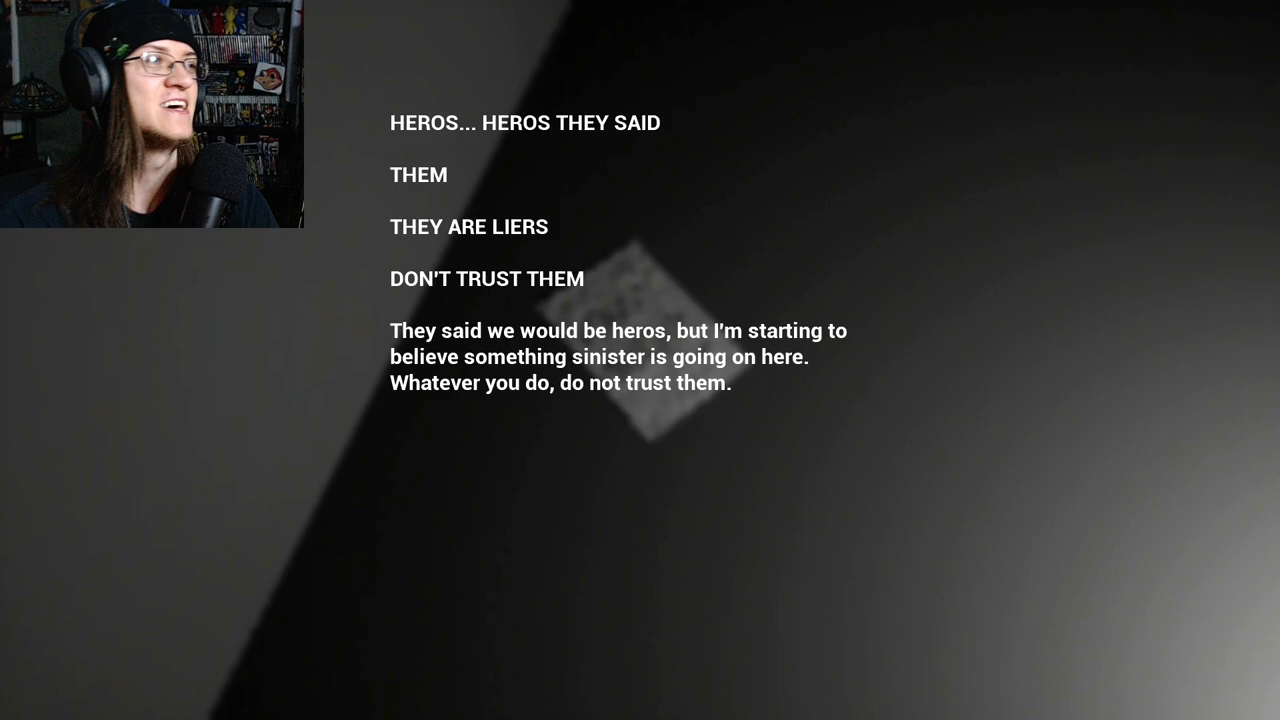 HEROS... HEROS THEY SAID
THEM
THEY ARE LIERS
DON'T TRUST THEM
They said we would be heros, but I'm starting to
believe something sinister is going on here.
Whatever you do, do not trust them.